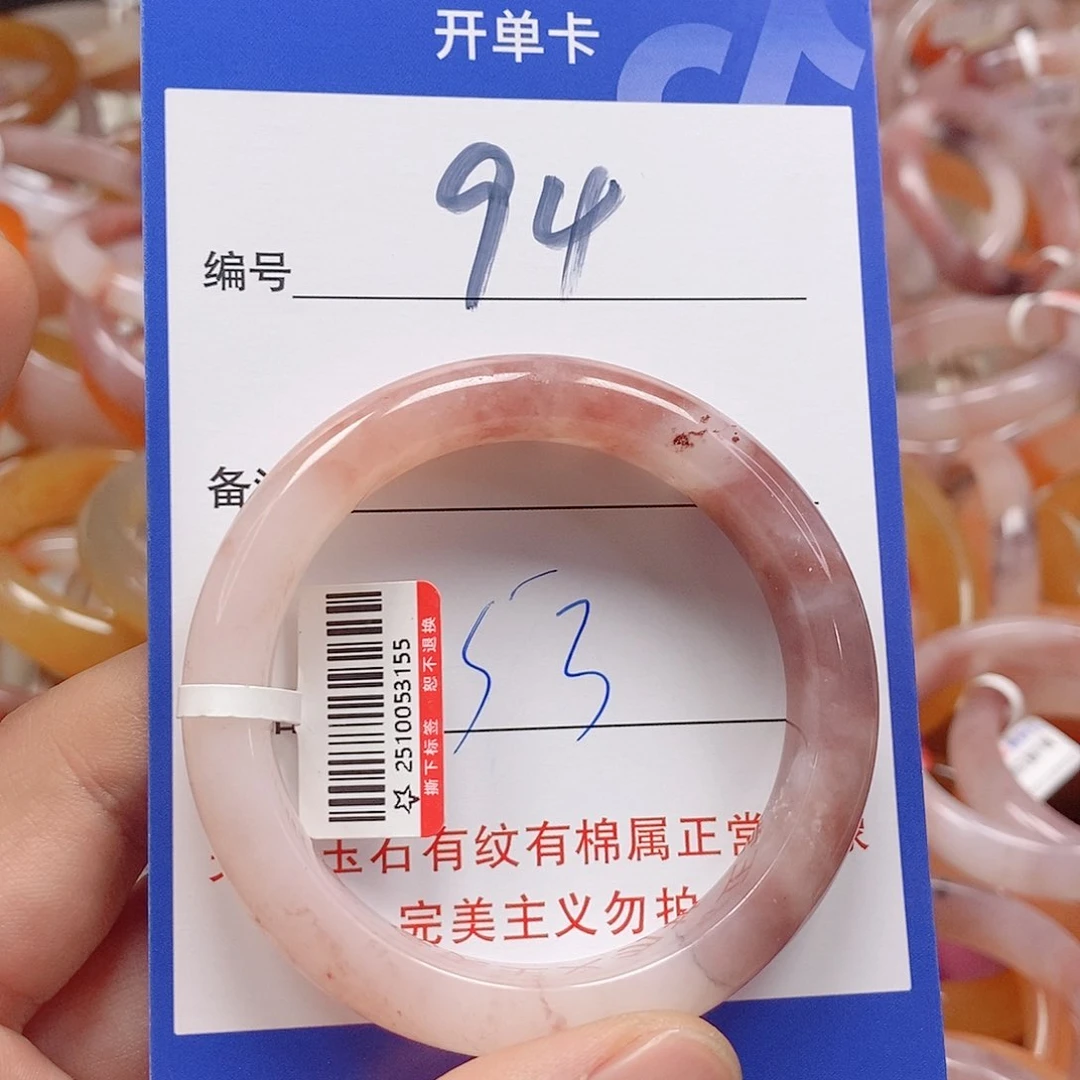 开单卡
编号 94
备
53
2510053155
撕下标签 恕不退换
玉石有纹有棉属正常
完美主义勿拍